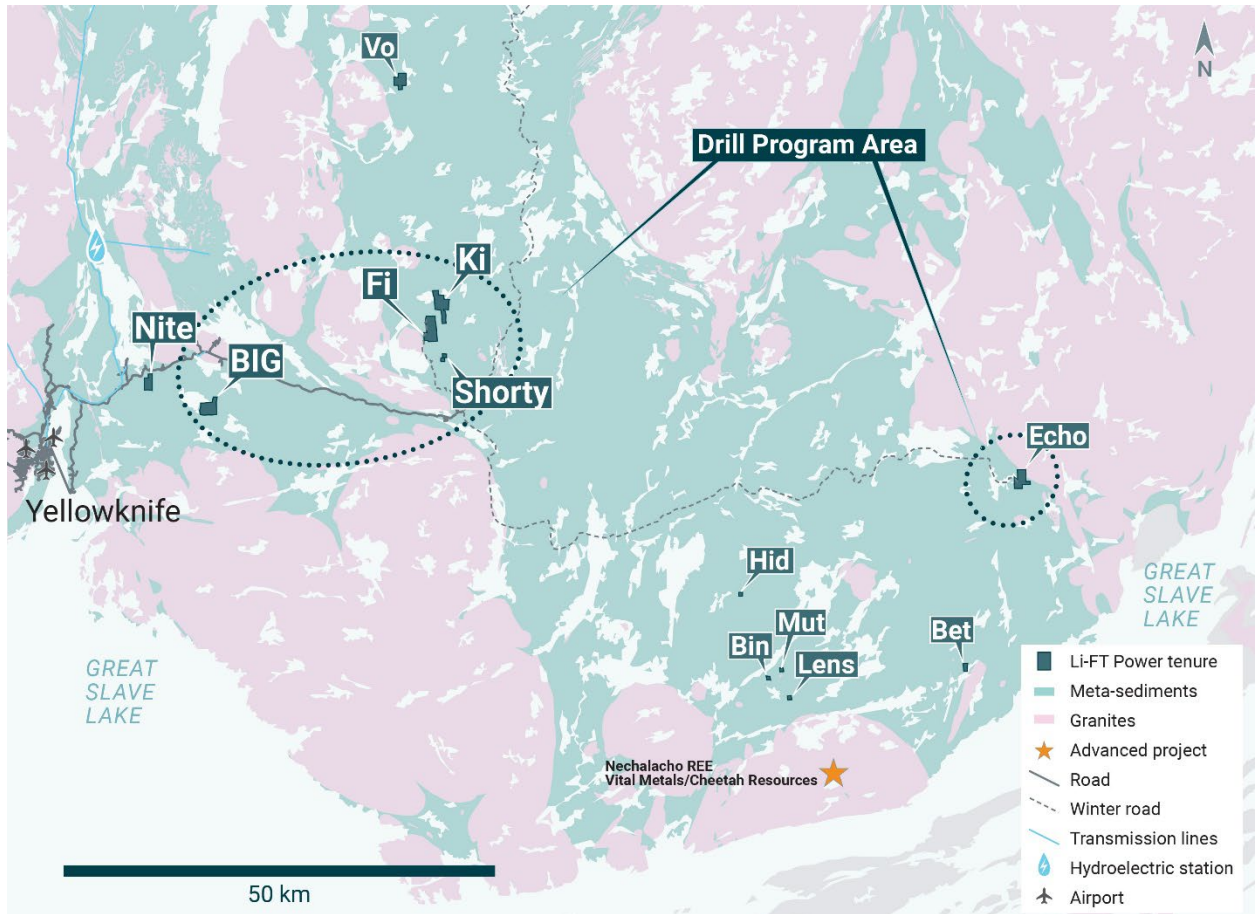 Vo
N
Drill Program Area
Ki
Fi
Nite
BIG
Shorty
Echo
Yellowknife
Hid
Mut
Bin
Bet
Lens
GREAT
SLAVE
LAKE
GREAT
SLAVE
LAKE
Nechalacho REE
Vital Metals/Cheetah Resources
50 km
Li-FT Power tenure
Meta-sediments
Granites
Advanced project
Road
Winter road
Transmission lines
Hydroelectric station
Airport